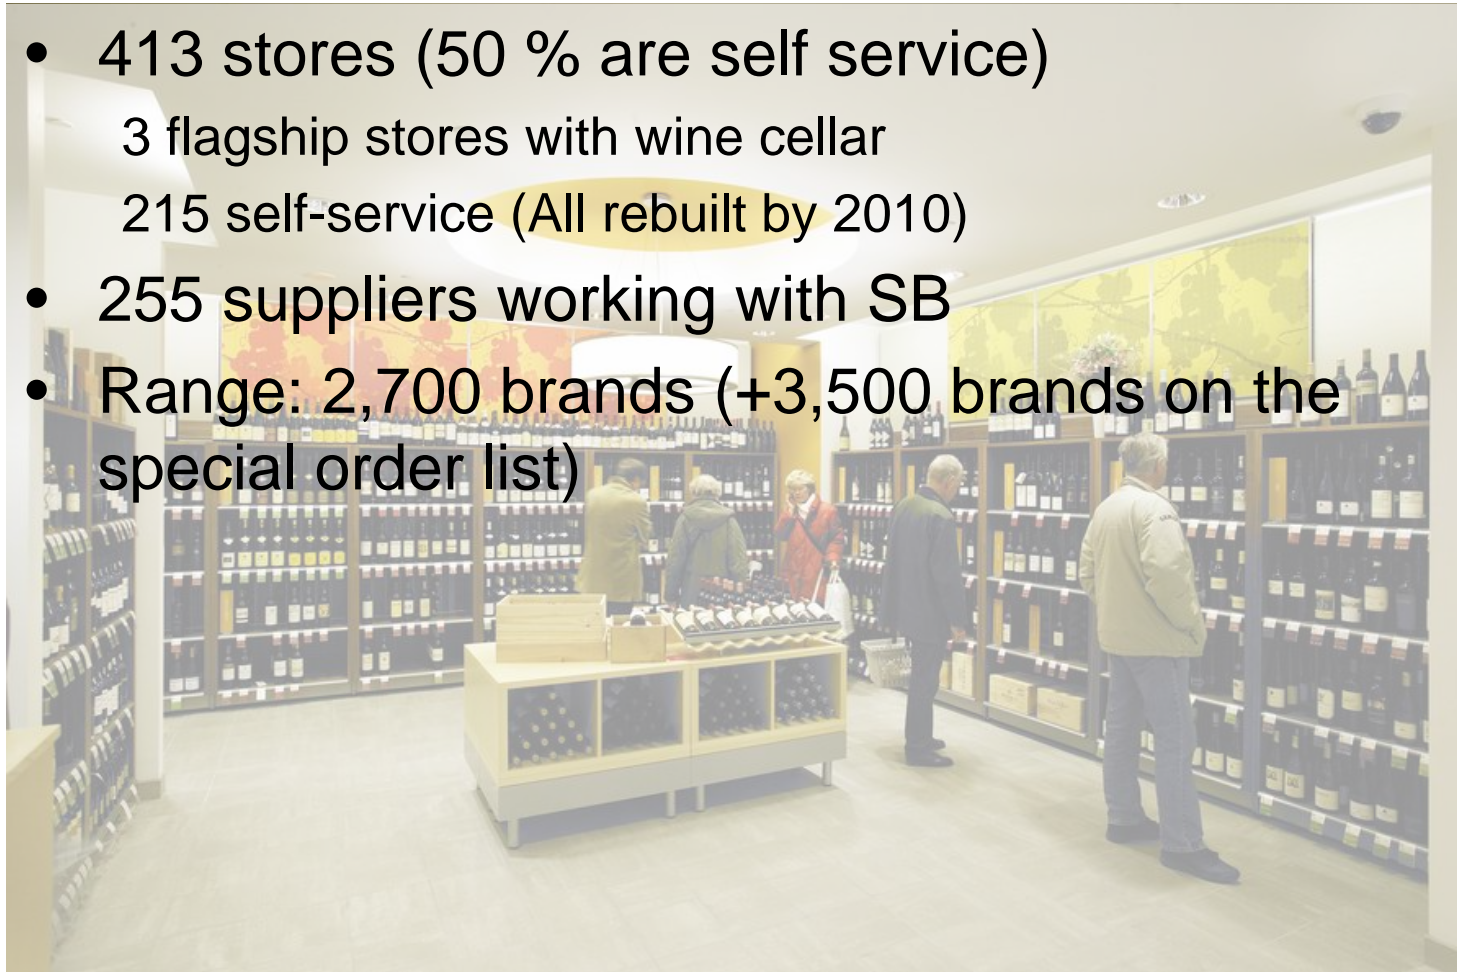 • 413 stores (50 % are self service)
3 flagship stores with wine cellar
215 self-service (All rebuilt by 2010)
• 255 suppliers working with SB
• Range: 2,700 brands (+3,500 brands on the
special order list)